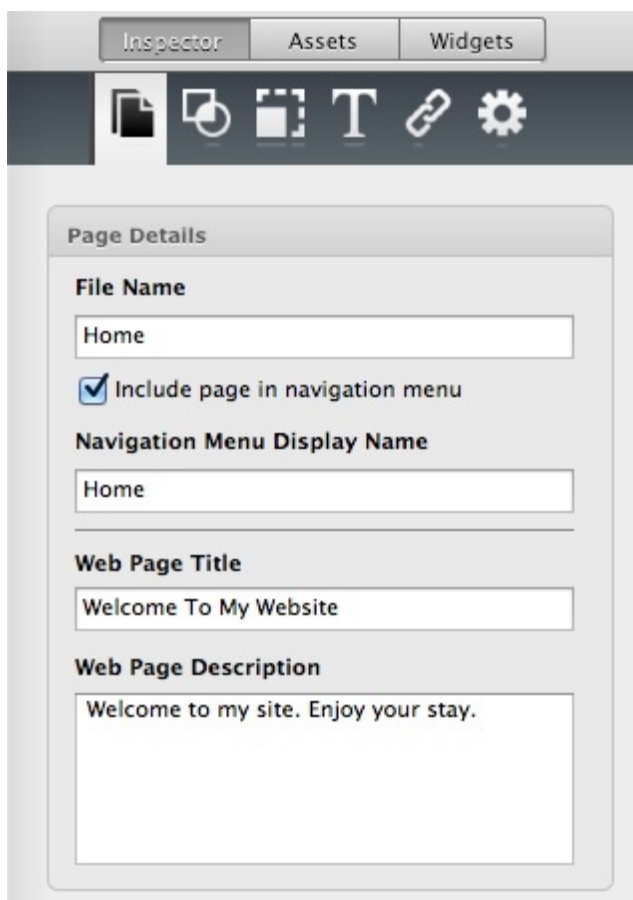 Inspector Assets Widgets
T
Page Details
File Name
Home
Include page in navigation menu
Navigation Menu Display Name
Home
Web Page Title
Welcome To My Website
Web Page Description
Welcome to my site. Enjoy your stay.